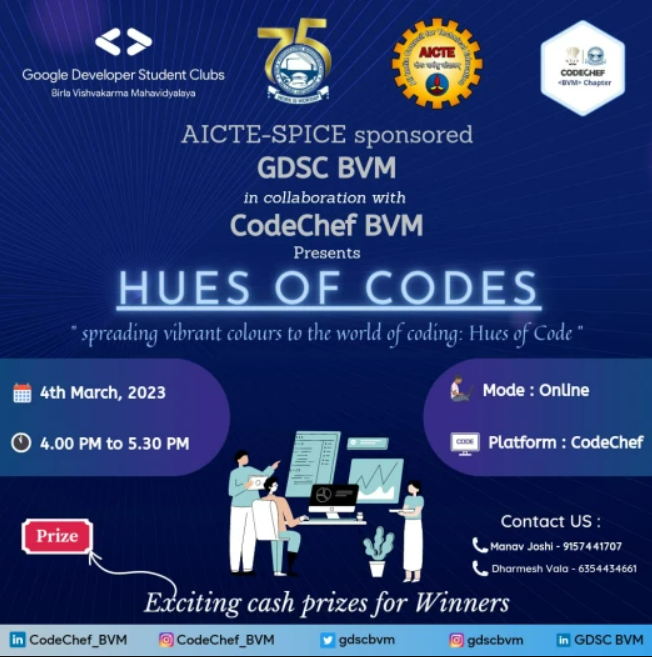 Google Developer Student Clubs
Birla Vishvakarma Mahavidyalaya
75
AICTE
CODECHEF
<BVM> Chapter
AICTE-SPICE sponsored
GDSC BVM
in collaboration with
CodeChef BVM
Presents
HUES OF CODES
" spreading vibrant colours to the world of coding: Hues of Code "
4th March, 2023
Mode : Online
4.00 PM to 5.30 PM
CODE
Platform : CodeChef
Contact US :
Manav Joshi - 9157441707
Dharmesh Vala - 6354434661
Prize
Exciting cash prizes for Winners
CodeChef_BVM
CodeChef_BVM
gdscbvm
gdscbvm
GDSC BVM